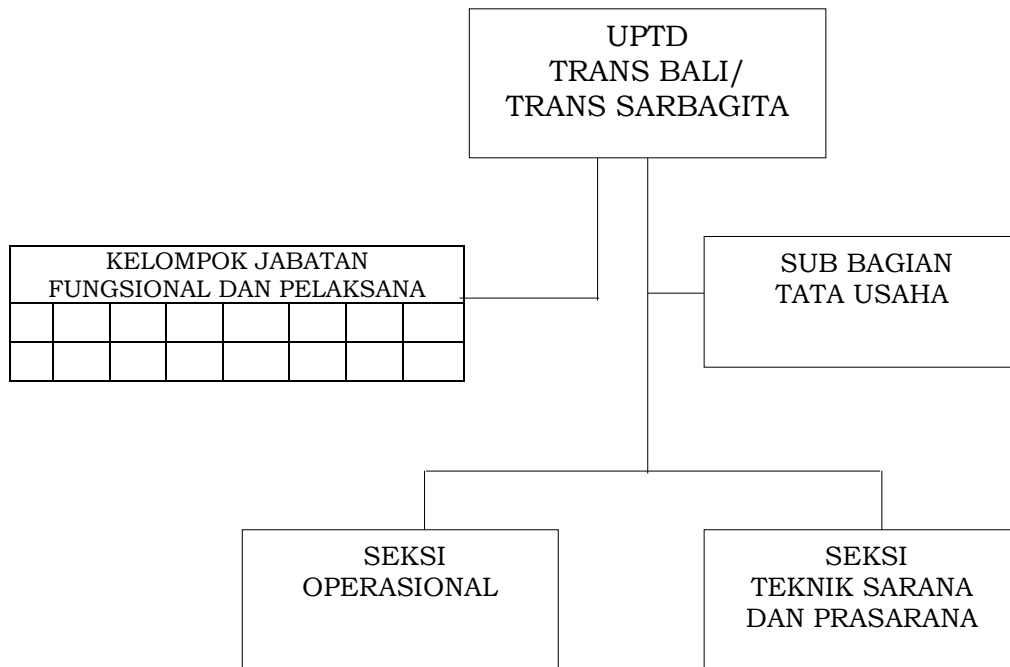 UPTD
TRANS BALI/
TRANS SARBAGITA
KELOMPOK JABATAN
FUNGSIONAL DAN PELAKSANA
SUB BAGIAN
TATA USAHA
SEKSI
OPERASIONAL
SEKSI
TEKNIK SARANA
DAN PRASARANA